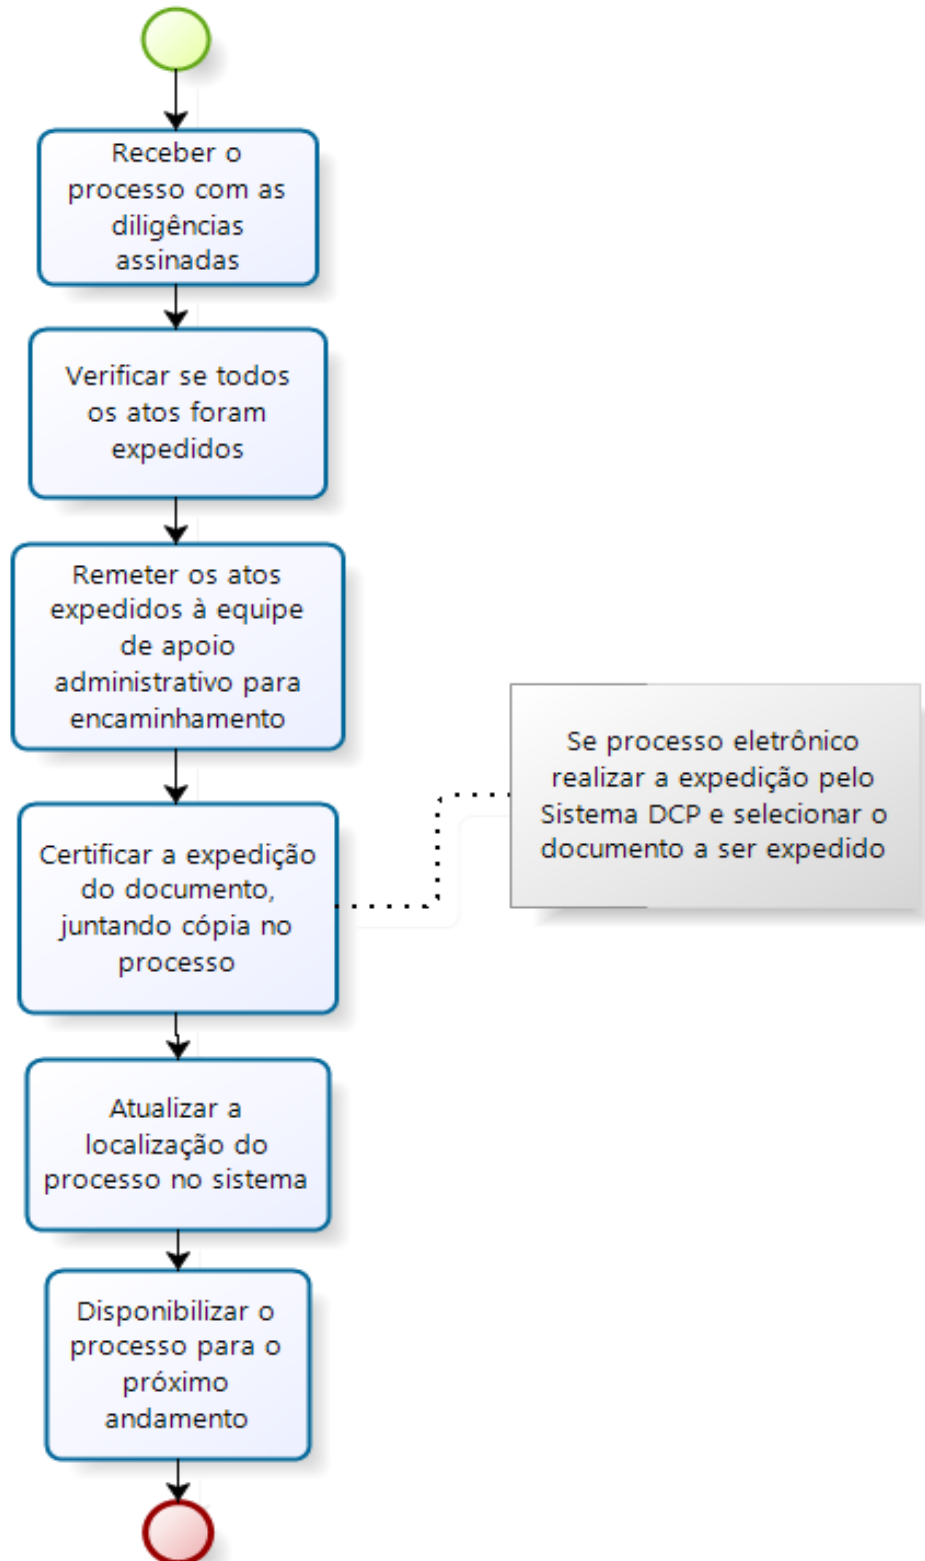 Receber o
processo com as
diligências
assinadas
Verificar se todos
os atos foram
expedidos
Remeter os atos
expedidos à equipe
de apoio
administrativo para
encaminhamento
Se processo eletrônico
realizar a expedição pelo
Sistema DCP e selecionar o
documento a ser expedido
Certificar a expedição
do documento,
juntando cópia no
processo
Atualizar a
localização do
processo no sistema
Disponibilizar o
processo para o
próximo
andamento